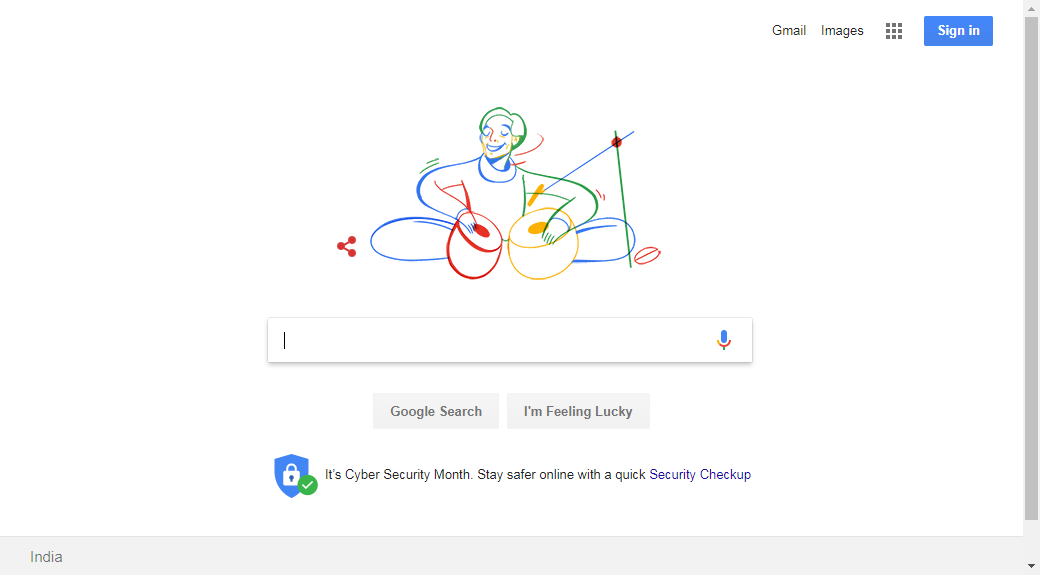 Gmail Images Sign in
Google Search I'm Feeling Lucky
It's Cyber Security Month. Stay safer online with a quick Security Checkup
India